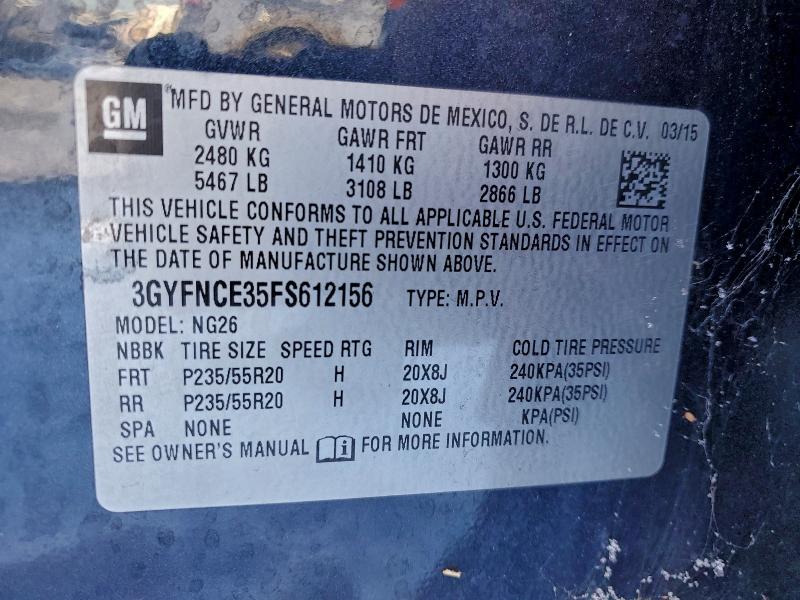 GM
® MFD BY GENERAL MOTORS DE MEXICO, S. DE R.L. DE C.V. 03/15
GVWR GAWR FRT GAWR RR
2480 KG 1410 KG 1300 KG
5467 LB 3108 LB 2866 LB
THIS VEHICLE CONFORMS TO ALL APPLICABLE U.S. FEDERAL MOTOR
VEHICLE SAFETY AND THEFT PREVENTION STANDARDS IN EFFECT ON
THE DATE OF MANUFACTURE SHOWN ABOVE.
3GYFNCE35FS612156 TYPE: M.P.V.
MODEL: NG26
NBBK TIRE SIZE SPEED RTG RIM COLD TIRE PRESSURE
FRT P235/55R20 H 20X8J 240KPA(35PSI)
RR P235/55R20 H 20X8J 240KPA(35PSI)
SPA NONE NONE KPA(PSI)
SEE OWNER'S MANUAL i FOR MORE INFORMATION.